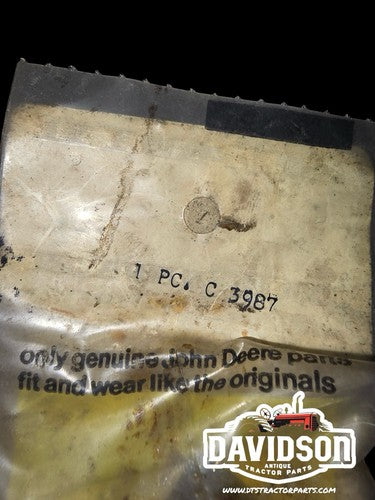 1 PC. C 3987
only genuine John Deere parts
fit and wear like the originals
DAVIDSON
ANTIQUE
TRACTOR PARTS
WWW.DTSTRACTORPARTS.COM